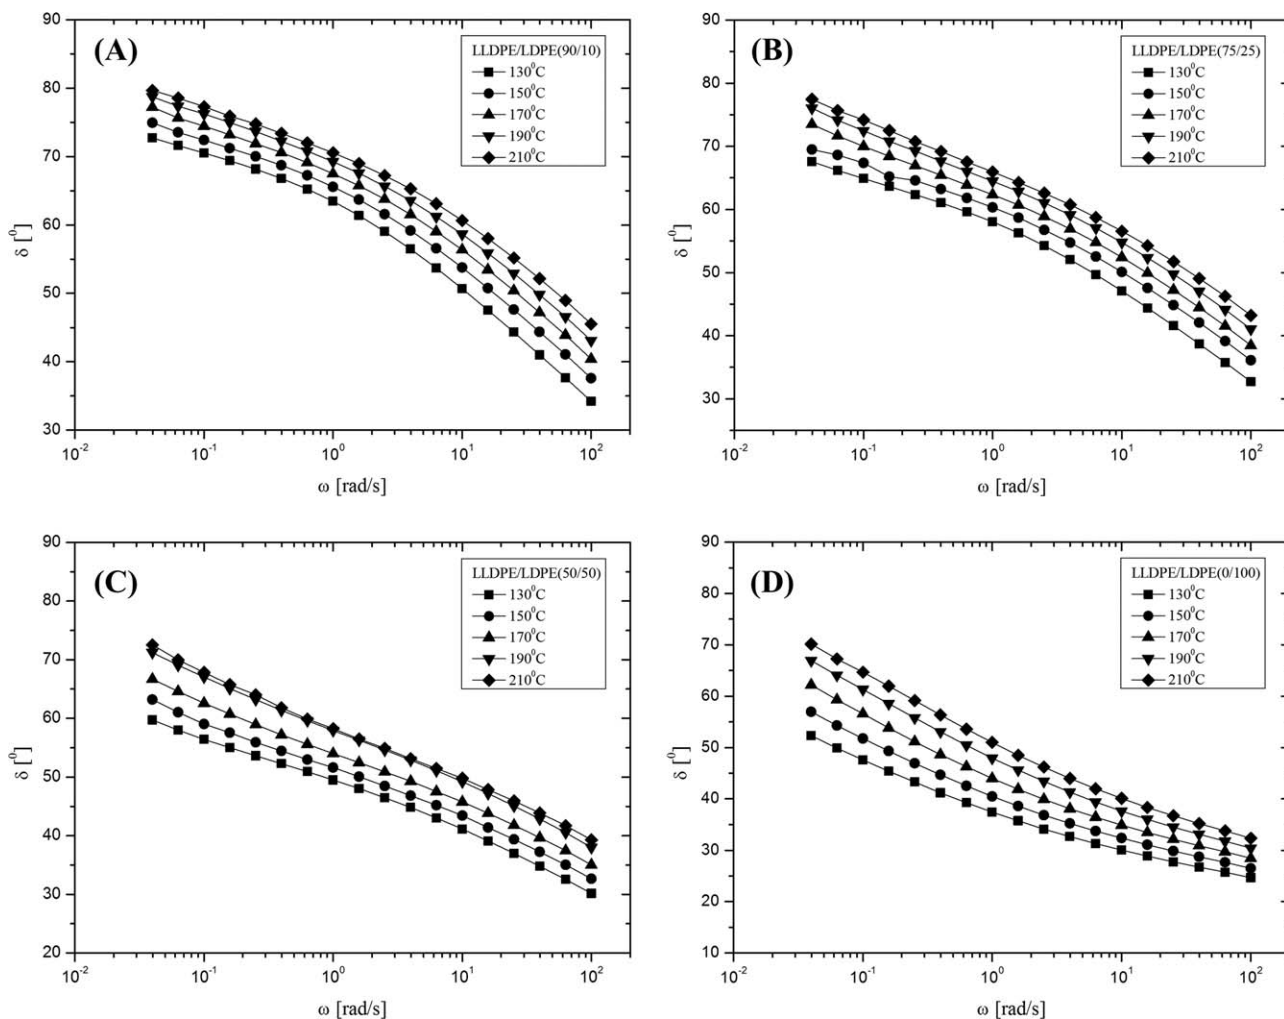 (A)
LLDPE/LDPE(90/10)
130⁰C
150⁰C
170⁰C
190⁰C
210⁰C
90
80
70
60
50
40
30
δ [⁰]
10⁻²
10⁻¹
10⁰
10¹
10²
ω [rad/s]
(B)
LLDPE/LDPE(75/25)
130⁰C
150⁰C
170⁰C
190⁰C
210⁰C
90
80
70
60
50
40
30
δ [⁰]
10⁻²
10⁻¹
10⁰
10¹
10²
ω [rad/s]
(C)
LLDPE/LDPE(50/50)
130⁰C
150⁰C
170⁰C
190⁰C
210⁰C
90
80
70
60
50
40
30
20
δ [⁰]
10⁻²
10⁻¹
10⁰
10¹
10²
ω [rad/s]
(D)
LLDPE/LDPE(0/100)
130⁰C
150⁰C
170⁰C
190⁰C
210⁰C
90
80
70
60
50
40
30
20
10
δ [⁰]
10⁻²
10⁻¹
10⁰
10¹
10²
ω [rad/s]